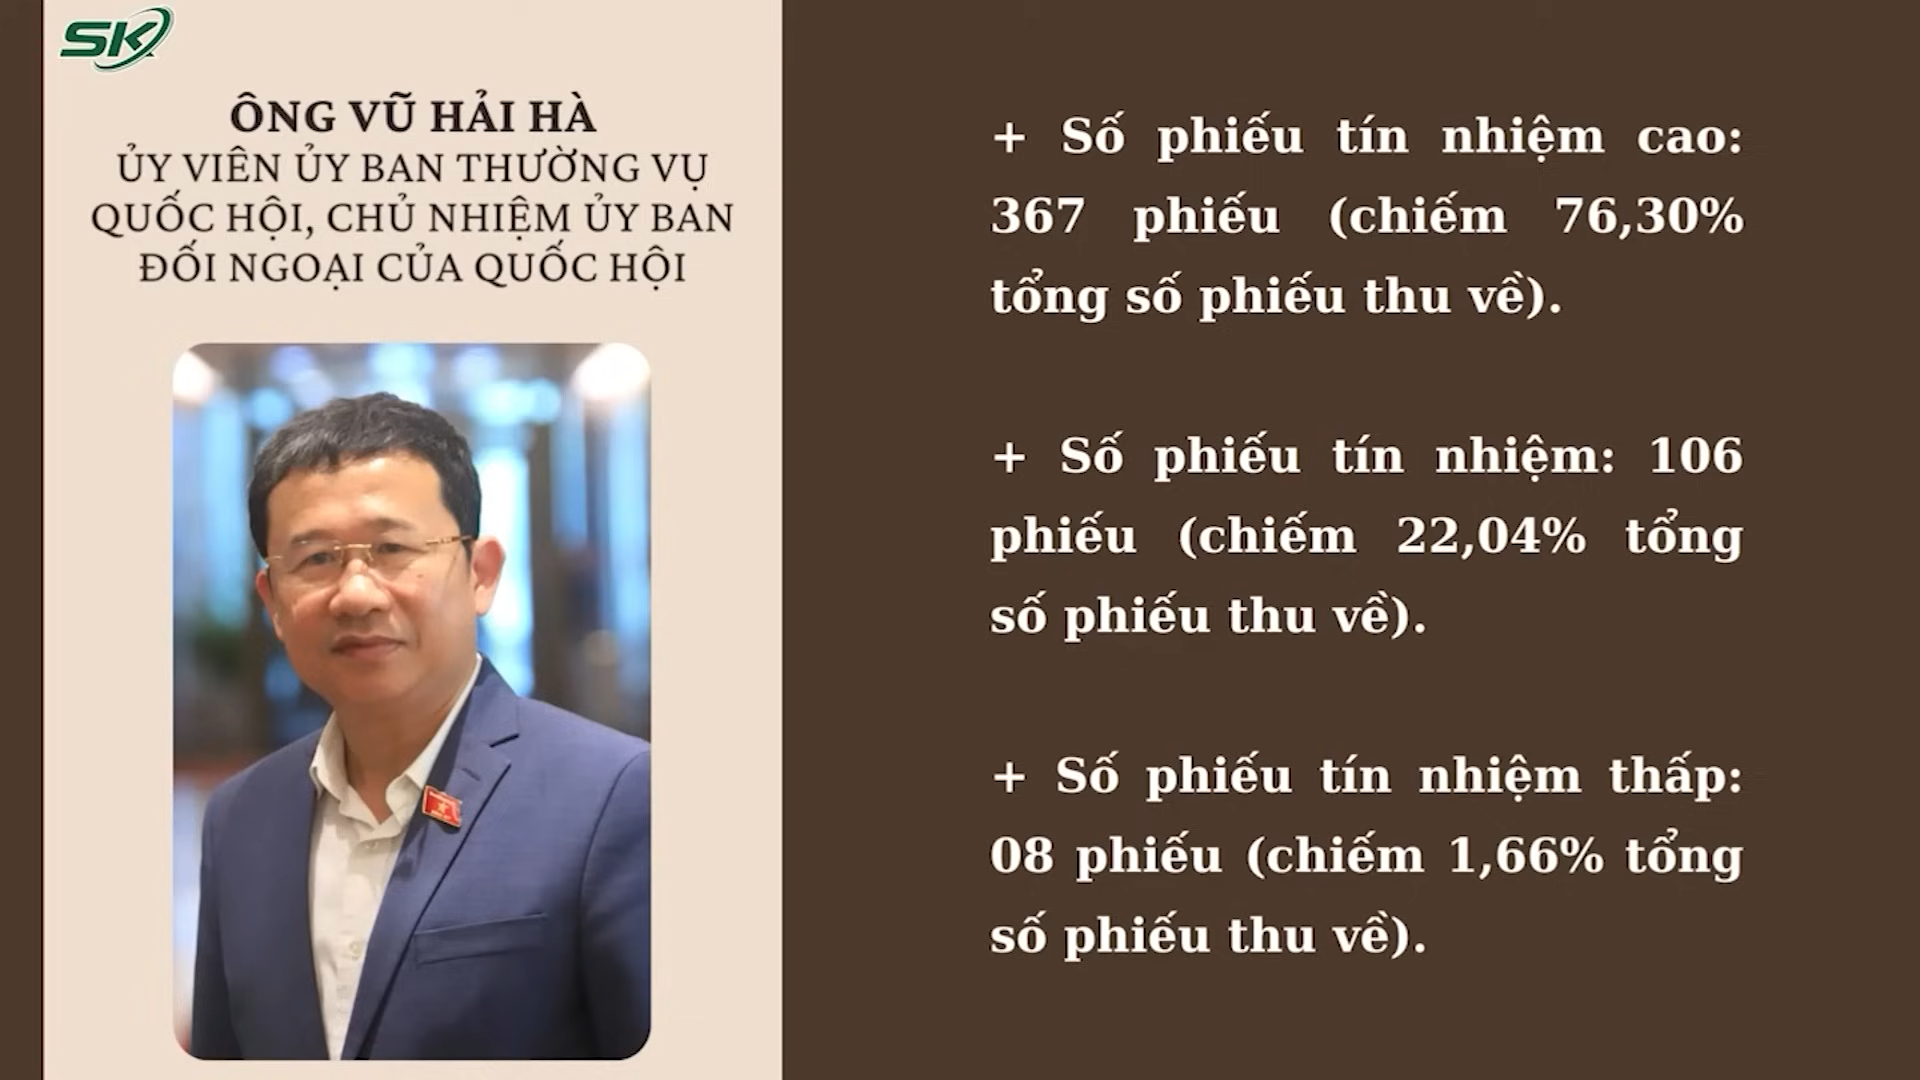 SK
ÔNG VŨ HẢI HÀ
ỦY VIÊN ỦY BAN THƯỜNG VỤ
QUỐC HỘI, CHỦ NHIỆM ỦY BAN
ĐỐI NGOẠI CỦA QUỐC HỘI
+ Số phiếu tín nhiệm cao:
367 phiếu (chiếm 76,30%
tổng số phiếu thu về).
+ Số phiếu tín nhiệm: 106
phiếu (chiếm 22,04% tổng
số phiếu thu về).
+ Số phiếu tín nhiệm thấp:
08 phiếu (chiếm 1,66% tổng
số phiếu thu về).